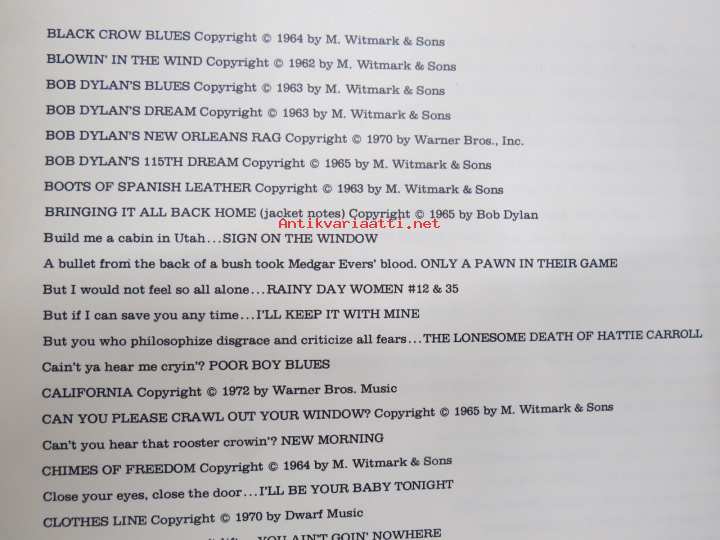 BLACK CROW BLUES Copyright © 1964 by M. Witmark & Sons
BLOWIN' IN THE WIND Copyright © 1962 by M. Witmark & Sons
BOB DYLAN'S BLUES Copyright © 1963 by M. Witmark & Sons
BOB DYLAN'S DREAM Copyright © 1963 by M. Witmark & Sons
BOB DYLAN'S NEW ORLEANS RAG Copyright © 1970 by Warner Bros., Inc.
BOB DYLAN'S 115TH DREAM Copyright © 1965 by M. Witmark & Sons
BOOTS OF SPANISH LEATHER Copyright © 1963 by M. Witmark & Sons
BRINGING IT ALL BACK HOME (jacket notes) Copyright © 1965 by Bob Dylan
Antikvariaatti.net
Build me a cabin in Utah...SIGN ON THE WINDOW
A bullet from the back of a bush took Medgar Evers' blood. ONLY A PAWN IN THEIR GAME
But I would not feel so all alone...RAINY DAY WOMEN #12 & 35
But if I can save you any time...I'LL KEEP IT WITH MINE
But you who philosophize disgrace and criticize all fears...THE LONESOME DEATH OF HATTIE CARROLL
Cain't ya hear me cryin'? POOR BOY BLUES
CALIFORNIA Copyright © 1972 by Warner Bros. Music
CAN YOU PLEASE CRAWL OUT YOUR WINDOW? Copyright © 1965 by M. Witmark & Sons
Can't you hear that rooster crowin'? NEW MORNING
CHIMES OF FREEDOM Copyright © 1964 by M. Witmark & Sons
Close your eyes, close the door...I'LL BE YOUR BABY TONIGHT
CLOTHES LINE Copyright © 1970 by Dwarf Music
YOU AIN'T GOIN' NOWHERE